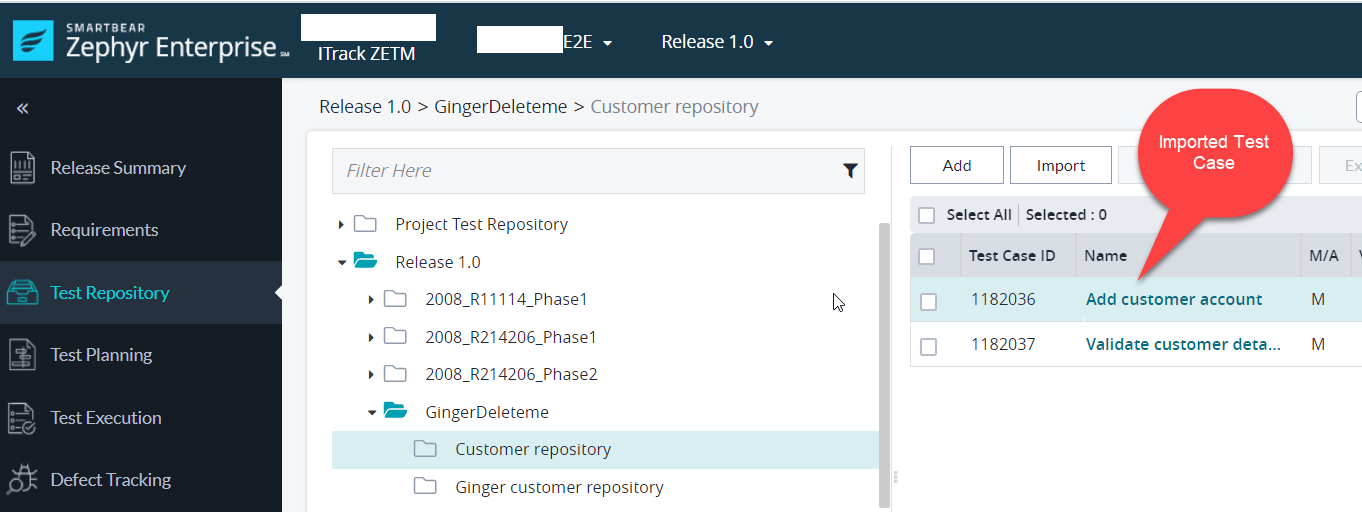 SMARTBEAR
Zephyr Enterprise SM
ITrack ZETM
E2E
Release 1.0
«
Release 1.0 > GingerDeleteme > Customer repository
Release Summary
Requirements
Test Repository
Test Planning
Test Execution
Defect Tracking
Filter Here
Project Test Repository
Release 1.0
2008_R11114_Phase1
2008_R214206_Phase1
2008_R214206_Phase2
GingerDeleteme
Customer repository
Ginger customer repository
Imported Test
Case
Add
Import
Ex
Select All
Selected : 0
Test Case ID Name M/A V
1182036 Add customer account M
1182037 Validate customer deta... M